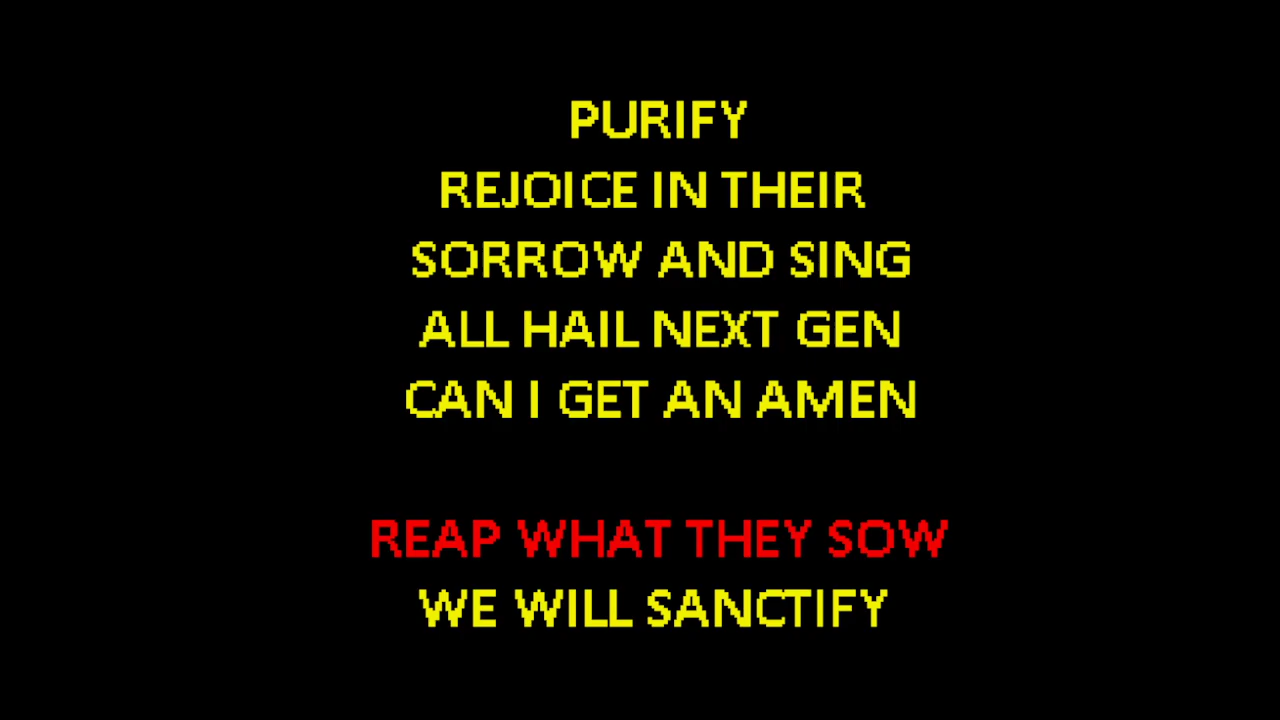 PURIFY
REJOICE IN THEIR
SORROW AND SING
ALL HAIL NEXT GEN
CAN I GET AN AMEN
REAP WHAT THEY SOW
WE WILL SANCTIFY